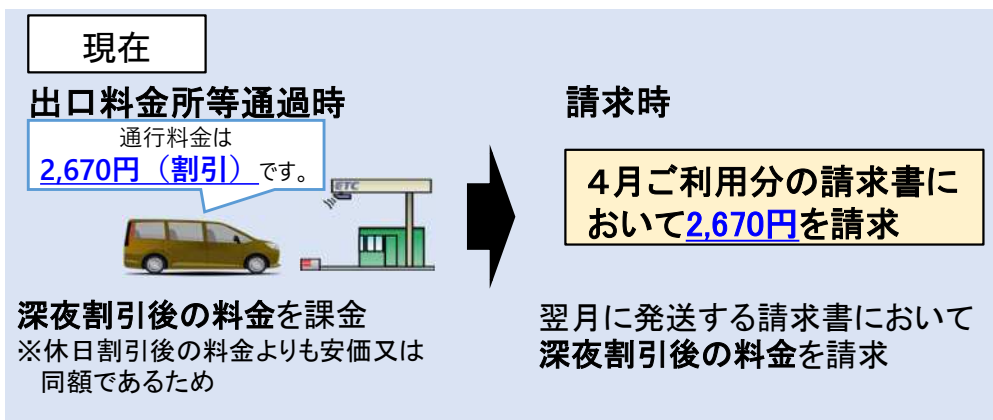 現在
出口料金所等通過時
通行料金は
2,670円（割引）です。
ETC
深夜割引後の料金を課金
※休日割引後の料金よりも安価又は
同額であるため
請求時
４月ご利用分の請求書に
おいて2,670円を請求
翌月に発送する請求書において
深夜割引後の料金を請求